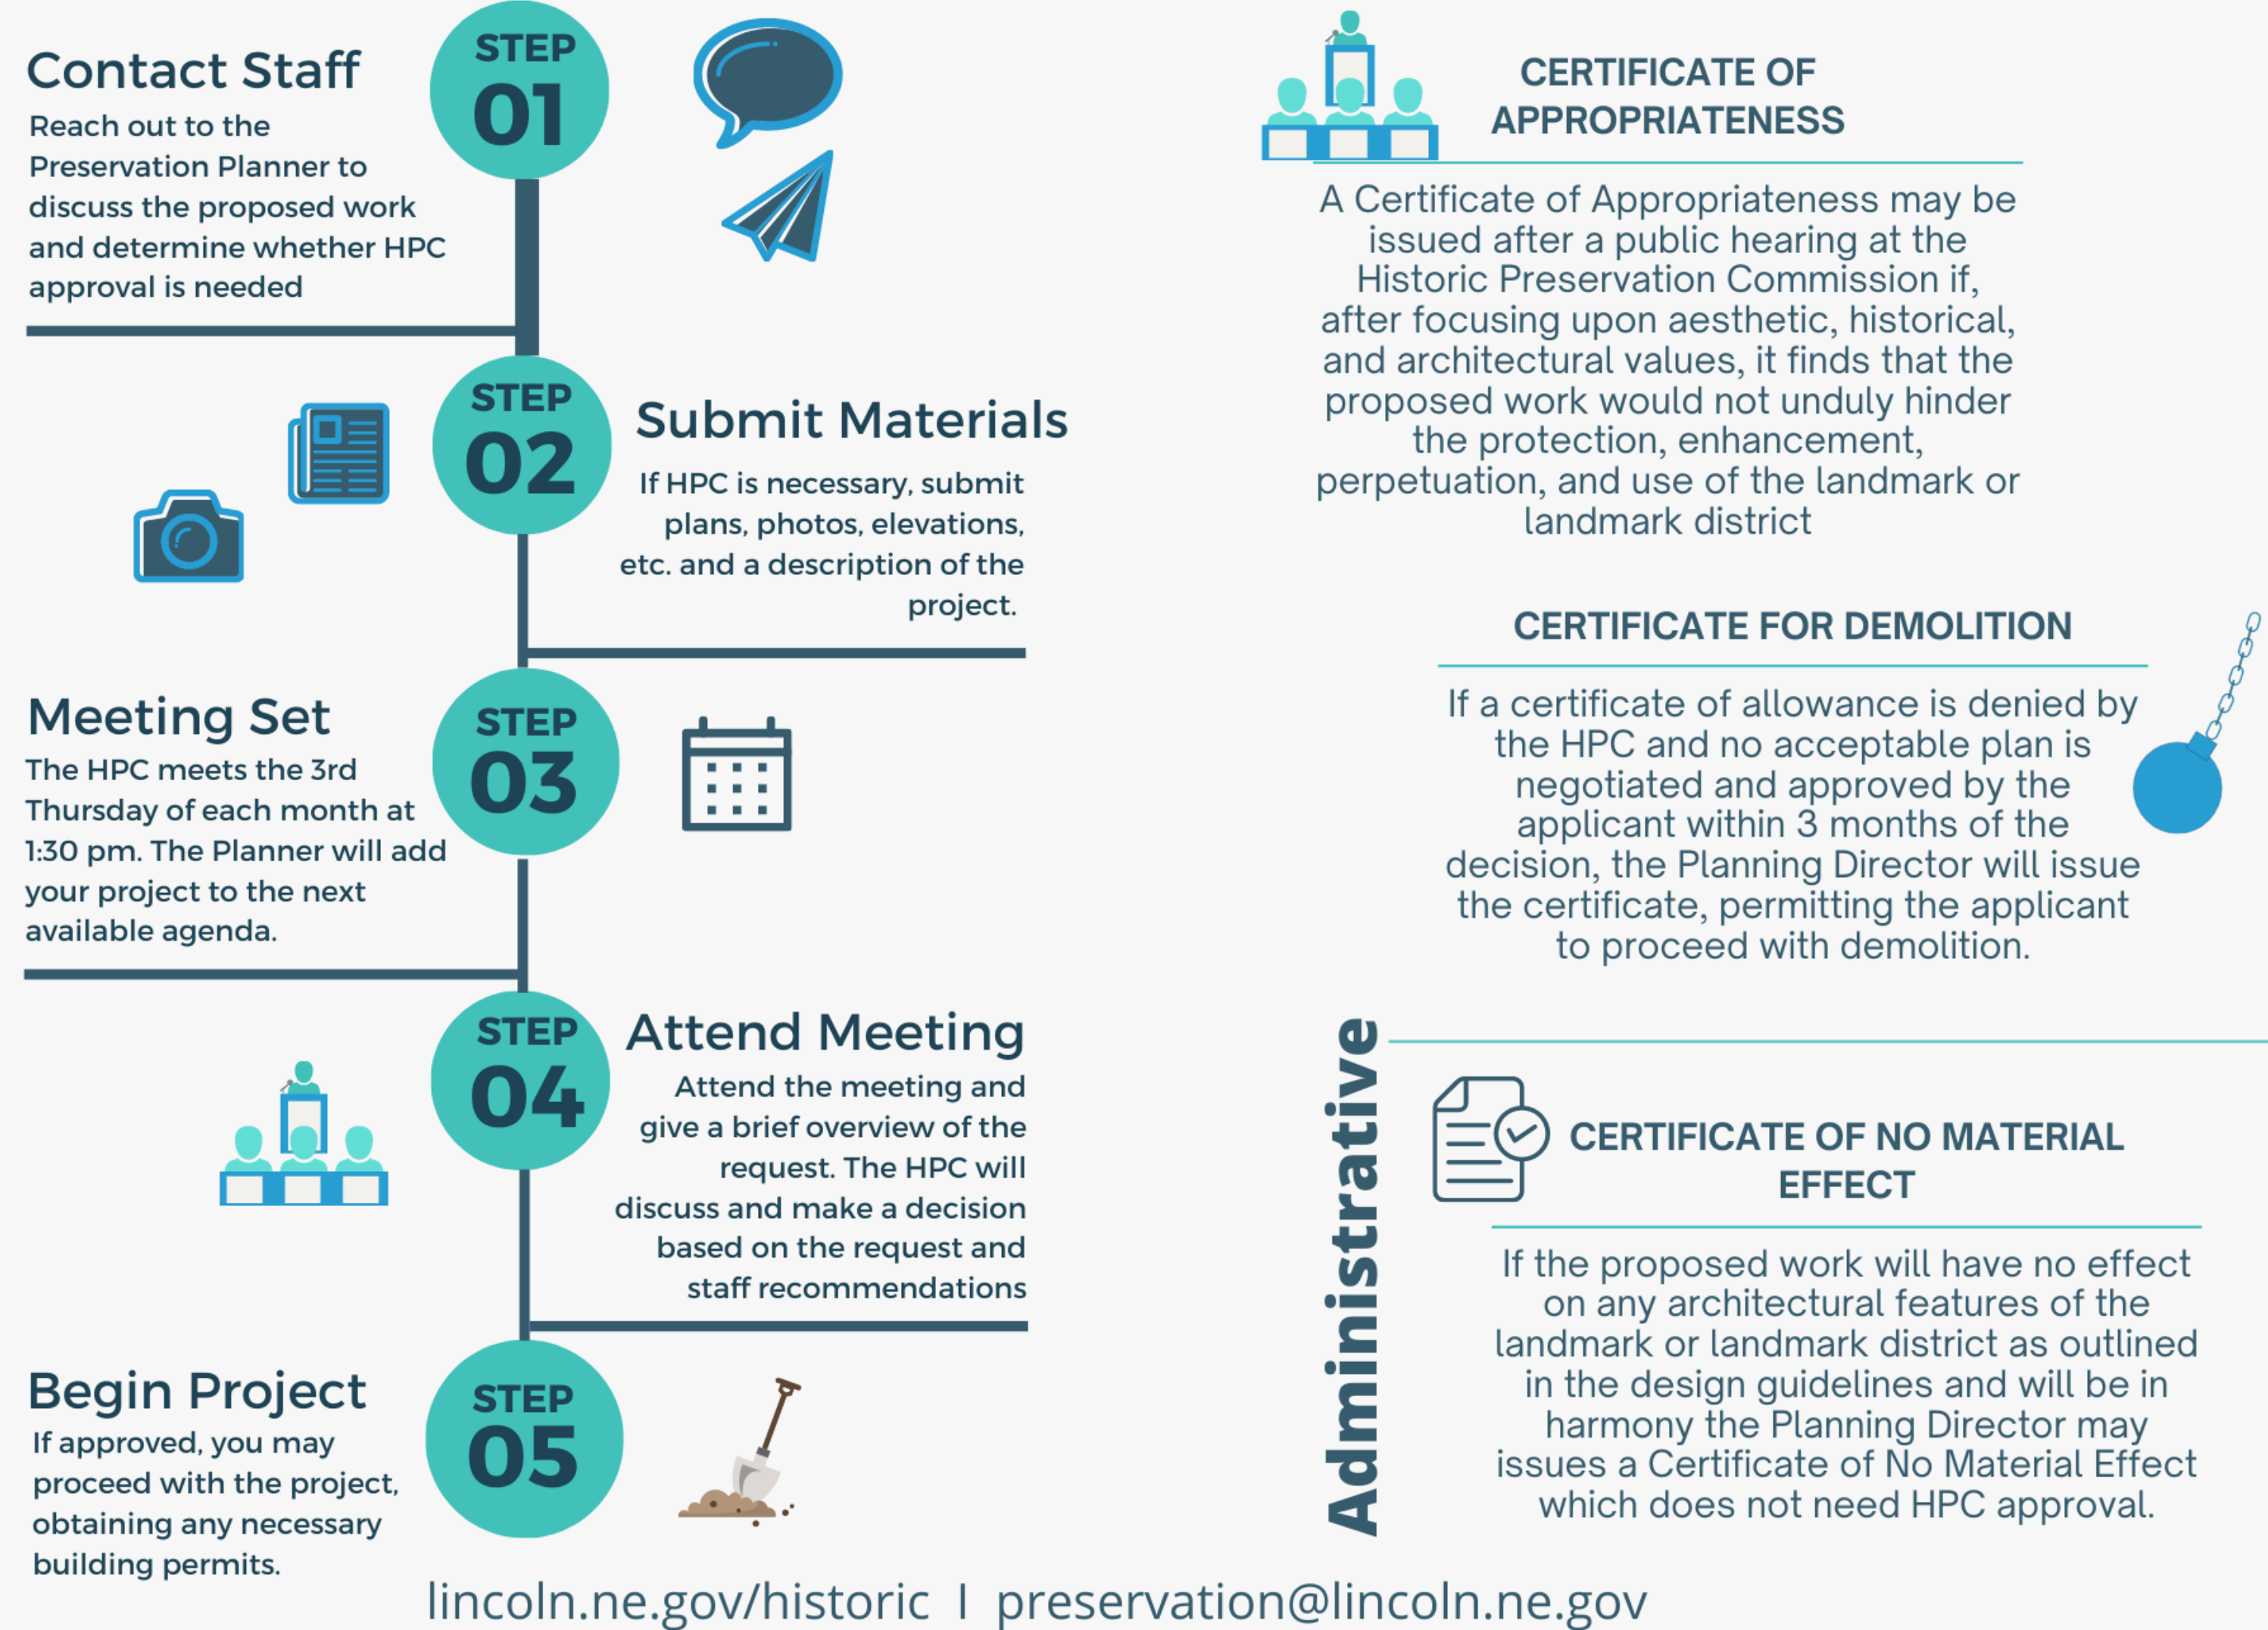 Contact Staff
Reach out to the
Preservation Planner to
discuss the proposed work
and determine whether HPC
approval is needed
STEP
01
STEP
02
Submit Materials
If HPC is necessary, submit
plans, photos, elevations,
etc. and a description of the
project.
Meeting Set
The HPC meets the 3rd
Thursday of each month at
1:30 pm. The Planner will add
your project to the next
available agenda.
STEP
03
STEP
04
Attend Meeting
Attend the meeting and
give a brief overview of the
request. The HPC will
discuss and make a decision
based on the request and
staff recommendations
Begin Project
If approved, you may
proceed with the project,
obtaining any necessary
building permits.
STEP
05
CERTIFICATE OF
APPROPRIATENESS
A Certificate of Appropriateness may be
issued after a public hearing at the
Historic Preservation Commission if,
after focusing upon aesthetic, historical,
and architectural values, it finds that the
proposed work would not unduly hinder
the protection, enhancement,
perpetuation, and use of the landmark or
landmark district
CERTIFICATE FOR DEMOLITION
If a certificate of allowance is denied by
the HPC and no acceptable plan is
negotiated and approved by the
applicant within 3 months of the
decision, the Planning Director will issue
the certificate, permitting the applicant
to proceed with demolition.
Administrative
CERTIFICATE OF NO MATERIAL
EFFECT
If the proposed work will have no effect
on any architectural features of the
landmark or landmark district as outlined
in the design guidelines and will be in
harmony the Planning Director may
issues a Certificate of No Material Effect
which does not need HPC approval.
lincoln.ne.gov/historic I preservation@lincoln.ne.gov